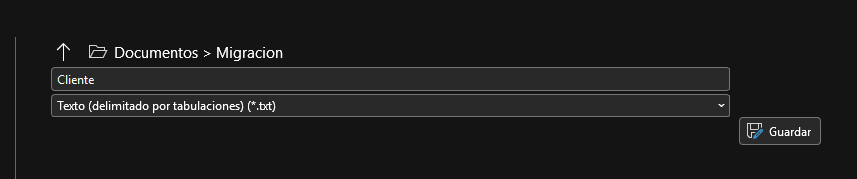 Documentos > Migracion
Cliente
Texto (delimitado por tabulaciones) (*.txt)
Guardar